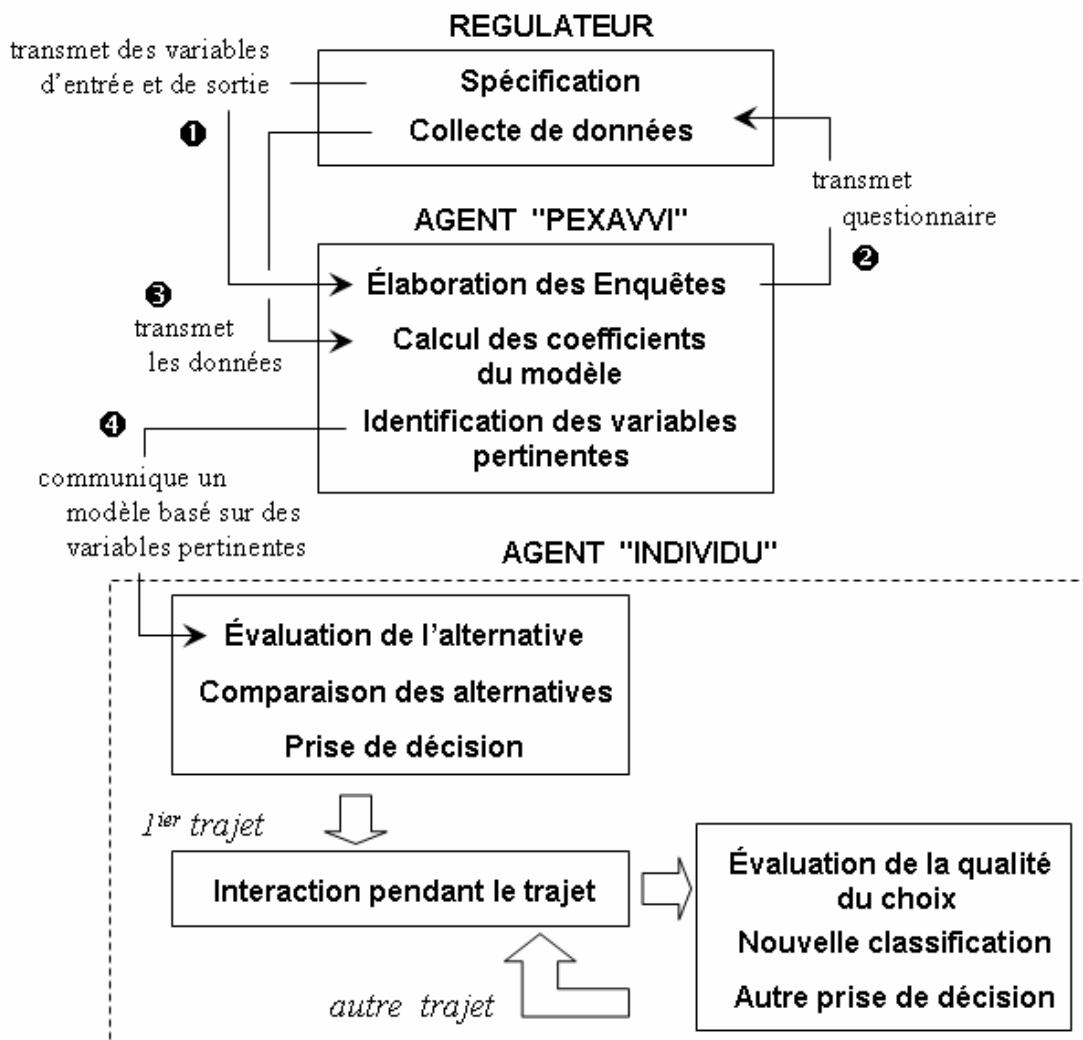 REGULATEUR
transmet des variables
d'entrée et de sortie
❶
Spécification
Collecte de données
transmet
questionnaire
❷
AGENT "PEXAVVI"
Élaboration des Enquêtes
Calcul des coefficients
du modèle
Identification des variables
pertinentes
❸
transmet
les données
❹
communique un
modèle basé sur des
variables pertinentes
AGENT "INDIVIDU"
Évaluation de l'alternative
Comparaison des alternatives
Prise de décision
1ier trajet
Interaction pendant le trajet
Évaluation de la qualité
du choix
Nouvelle classification
Autre prise de décision
autre trajet